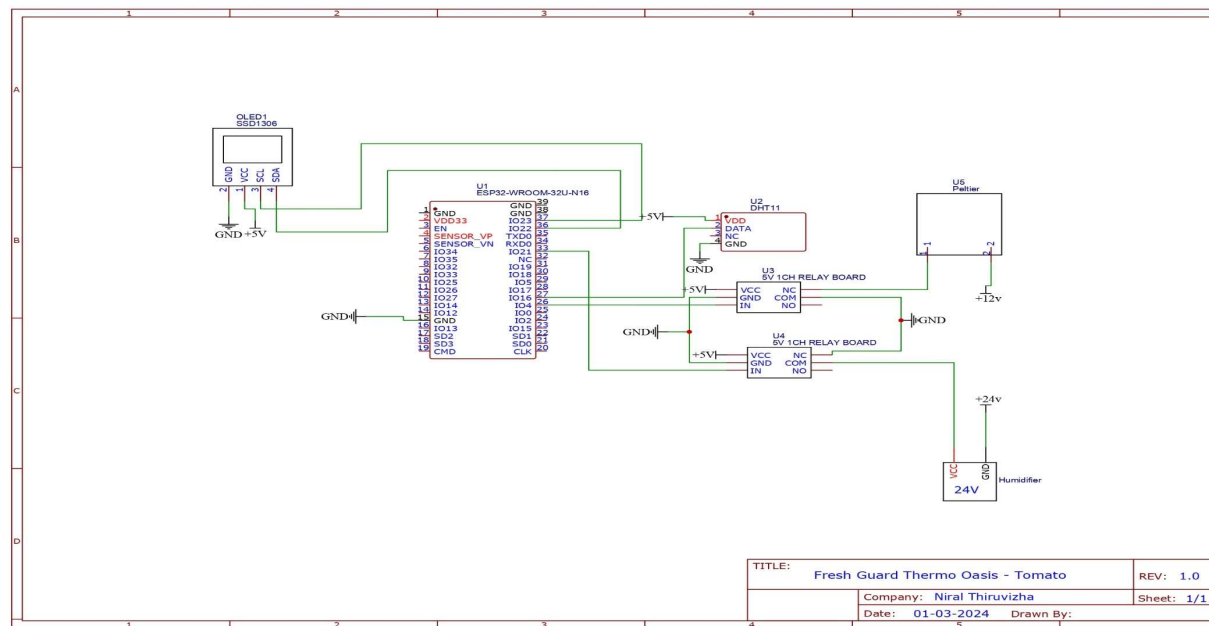 1 2 3 4 5
A
B
C
D
OLED1
SSD1306
GND
VCC
SCL
SDA
2
1
3
4
GND
+5V
U1
ESP32-WROOM-32U-N16
1 GND
2 VDD33
3 EN
4 SENSOR_VP
5 SENSOR_VN
6 IO34
7 IO35
8 IO32
9 IO33
10 IO25
11 IO26
12 IO27
13 IO14
14 IO12
15 GND
16 IO13
17 SD2
18 SD3
19 CMD
GND 39
GND 38
IO23 37
IO22 36
TXD0 35
RXD0 34
IO21 33
NC 32
IO19 31
IO18 30
IO5 29
IO17 28
IO16 27
IO4 26
IO0 25
IO2 24
IO15 23
SD1 22
SD0 21
CLK 20
GND
U2
DHT11
+5V
1 VDD
2 DATA
3 NC
4 GND
GND
U5
Peltier
1 1
2 2
+12v
U3
5V 1CH RELAY BOARD
+5V
VCC NC
GND COM
IN NO
GND
GND
U4
5V 1CH RELAY BOARD
+5V
VCC NC
GND COM
IN NO
+24v
VCC
GND
24V
Humidifier
TITLE:
Fresh Guard Thermo Oasis - Tomato
REV: 1.0
Company: Niral Thiruvizha
Sheet: 1/1
Date: 01-03-2024 Drawn By:
1 2 3 4 5